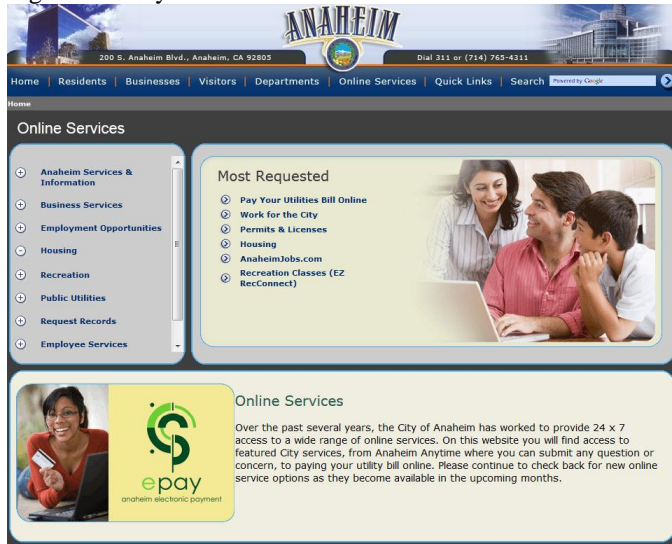 ANAHEIM
200 S. Anaheim Blvd., Anaheim, CA 92805
Dial 311 or (714) 765-4311
Home | Residents | Businesses | Visitors | Departments | Online Services | Quick Links | Search Powered by Google
Home
Online Services
Anaheim Services &
Information
Business Services
Employment Opportunities
Housing
Recreation
Public Utilities
Request Records
Employee Services
Most Requested
Pay Your Utilities Bill Online
Work for the City
Permits & Licenses
Housing
AnaheimJobs.com
Recreation Classes (EZ
RecConnect)
epay
anaheim electronic payment
Online Services
Over the past several years, the City of Anaheim has worked to provide 24 x 7
access to a wide range of online services. On this website you will find access to
featured City services, from Anaheim Anytime where you can submit any question or
concern, to paying your utility bill online. Please continue to check back for new online
service options as they become available in the upcoming months.